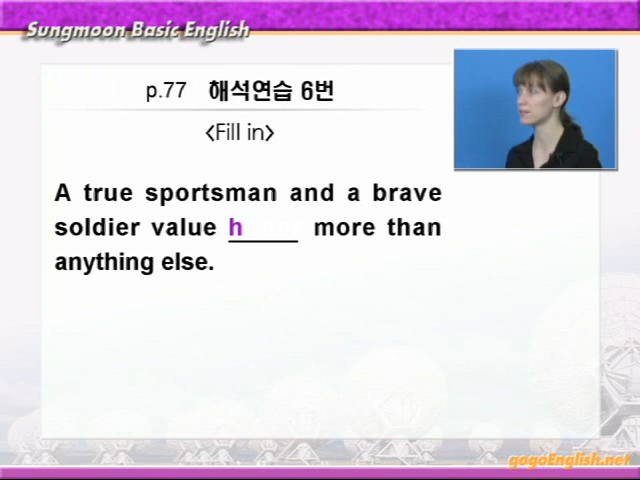 Sungmoon Basic English
p.77 해석연습 6번
<Fill in>
A true sportsman and a brave
soldier value h_____ more than
anything else.
gogoEnglish.net